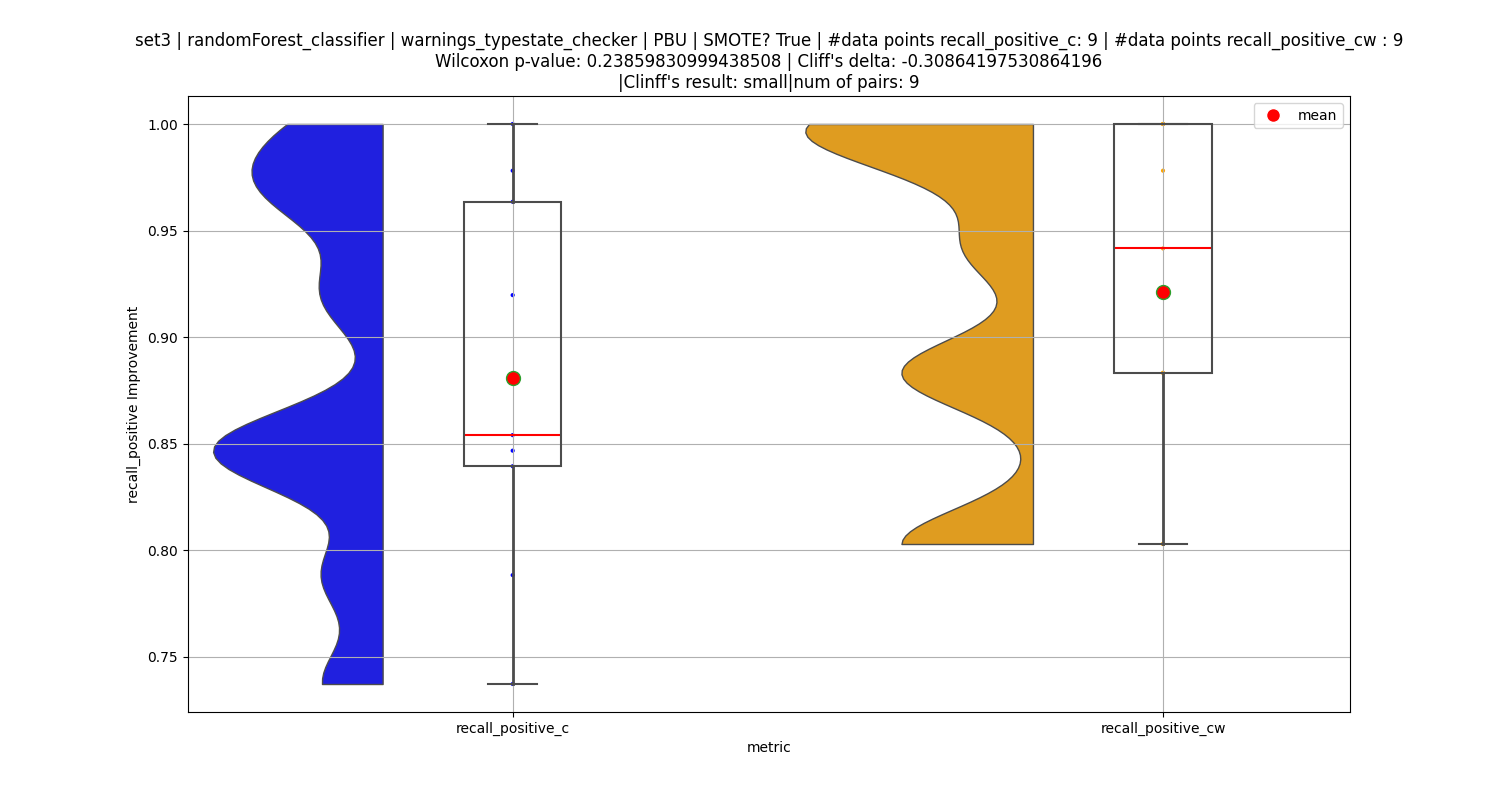 set3 | randomForest_classifier | warnings_typestate_checker | PBU | SMOTE? True | #data points recall_positive_c: 9 | #data points recall_positive_cw : 9
Wilcoxon p-value: 0.23859830999438508 | Cliff's delta: -0.30864197530864196
|Clinff's result: small|num of pairs: 9
mean
1.00
0.95
0.90
0.85
0.80
0.75
recall_positive Improvement
recall_positive_c
recall_positive_cw
metric